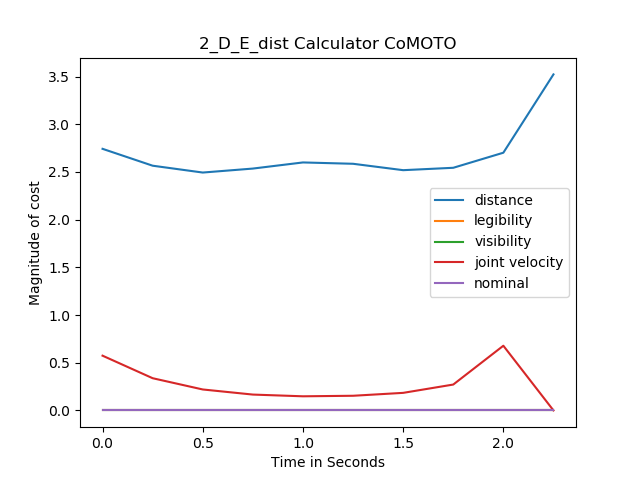 2_D_E_dist Calculator CoMOTO
Magnitude of cost
3.5
3.0
2.5
2.0
1.5
1.0
0.5
0.0
distance
legibility
visibility
joint velocity
nominal
0.0 0.5 1.0 1.5 2.0
Time in Seconds